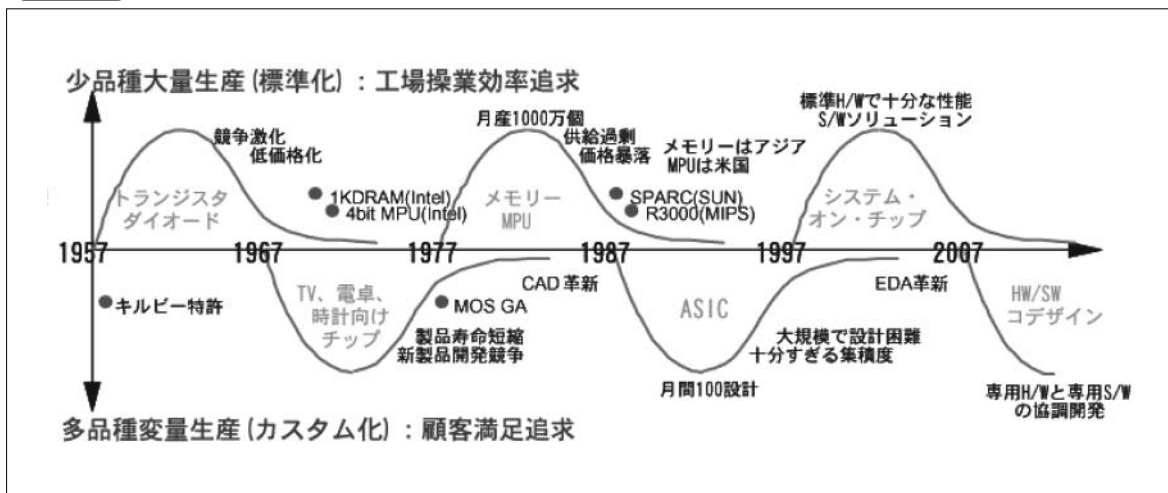 少品種大量生産(標準化)：工場操業効率追求
競争激化
低価格化
月産1000万個
供給過剰
価格暴落
メモリーはアジア
MPUは米国
標準H/Wで十分な性能
S/Wソリューション
トランジスタ
ダイオード
1KDRAM(Intel)
4bit MPU(Intel)
メモリー
MPU
SPARC(SUN)
R3000(MIPS)
システム・
オン・チップ
1957
1967
1977
1987
1997
2007
キルビー特許
TV、電卓、
時計向け
チップ
MOS GA
製品寿命短縮
新製品開発競争
CAD革新
ASIC
月間100設計
大規模で設計困難
十分すぎる集積度
EDA革新
HW/SW
コデザイン
専用H/Wと専用S/W
の協調開発
多品種変量生産(カスタム化)：顧客満足追求